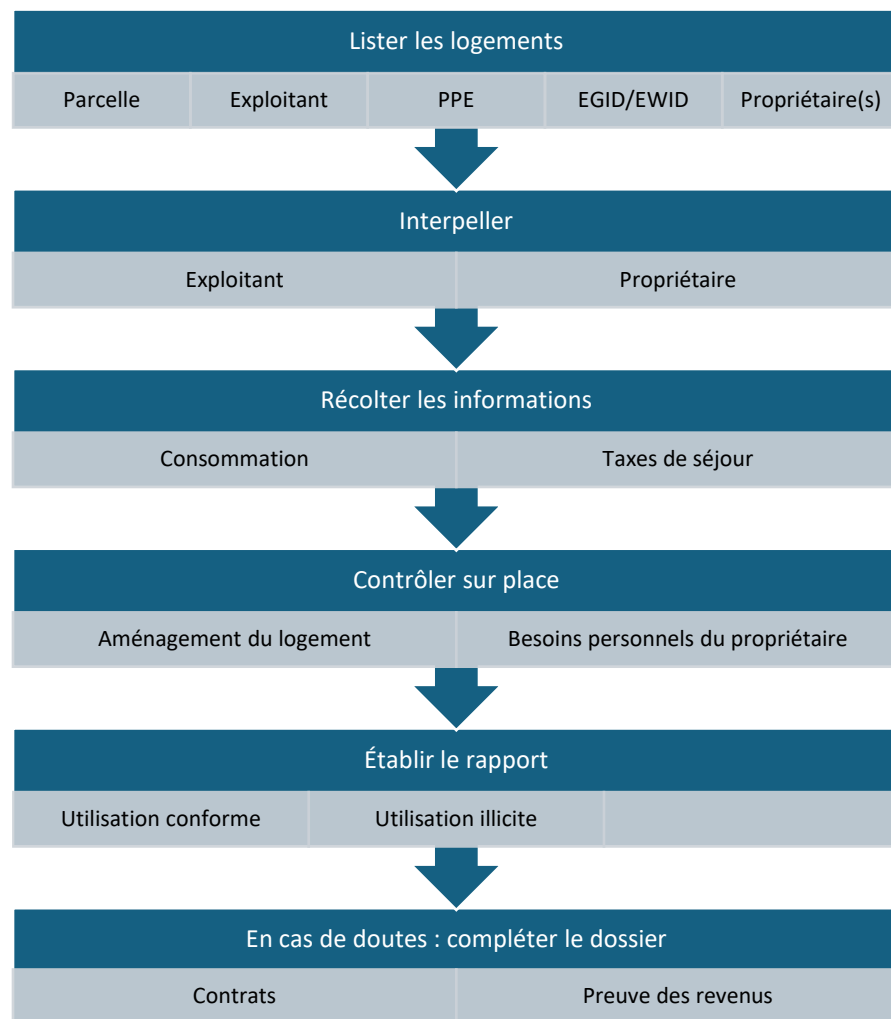 Lister les logements
Parcelle Exploitant PPE EGID/EWID Propriétaire(s)
Interpeller
Exploitant Propriétaire
Récolter les informations
Consommation Taxes de séjour
Contrôler sur place
Aménagement du logement Besoins personnels du propriétaire
Établir le rapport
Utilisation conforme Utilisation illicite
En cas de doutes : compléter le dossier
Contrats Preuve des revenus